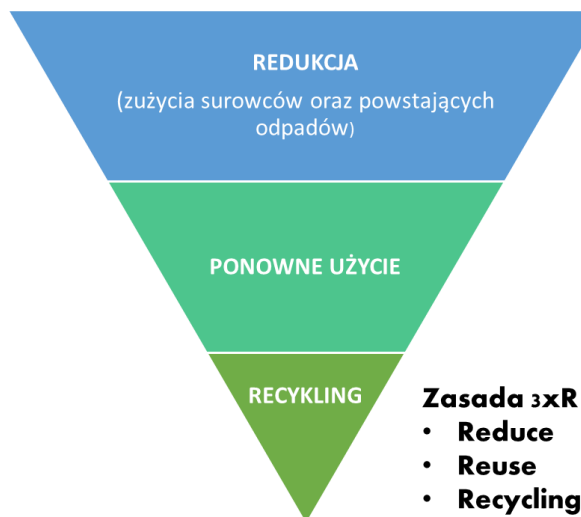 REDUKCJA
(zużycia surowców oraz powstających
odpadów)
PONOWNE UŻYCIE
RECYKLING
Zasada 3xR
• Reduce
• Reuse
• Recycling